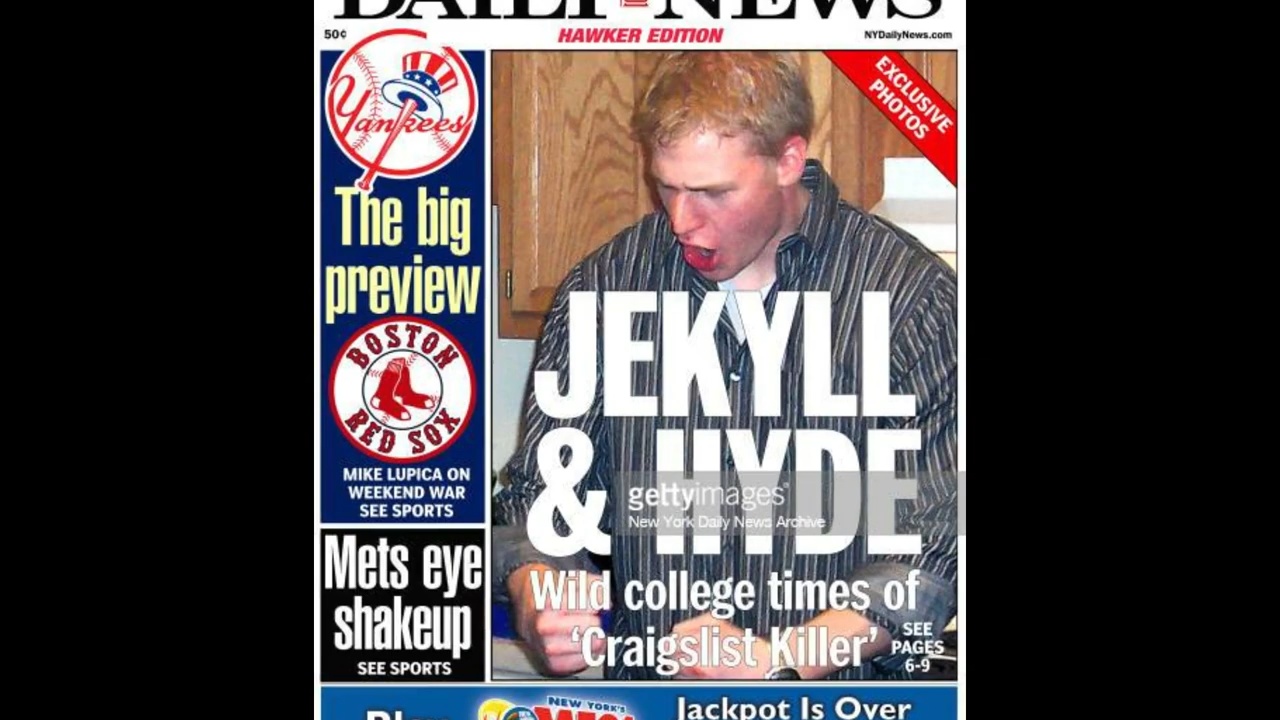 DAILY NEWS
50¢
HAWKER EDITION
NYDailyNews.com
Yankees
The big
preview
BOSTON
RED SOX
MIKE LUPICA ON
WEEKEND WAR
SEE SPORTS
Mets eye
shakeup
SEE SPORTS
EXCLUSIVE
PHOTOS
JEKYLL
& HYDE
gettyimages®
New York Daily News Archive
Wild college times of
‘Craigslist Killer’
SEE
PAGES
6-9
NEW YORK'S
Jackpot Is Over